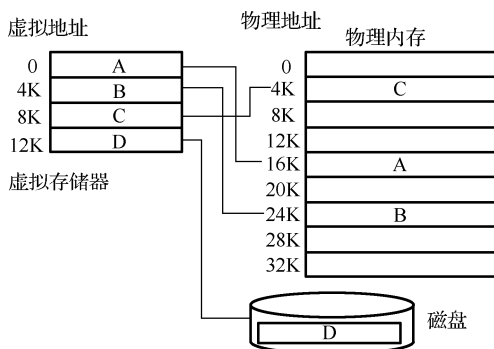 虚拟地址
0 A
4K B
8K C
12K D
虚拟存储器
物理地址
物理内存
0
4K C
8K
12K
16K A
20K
24K B
28K
32K
D 磁盘